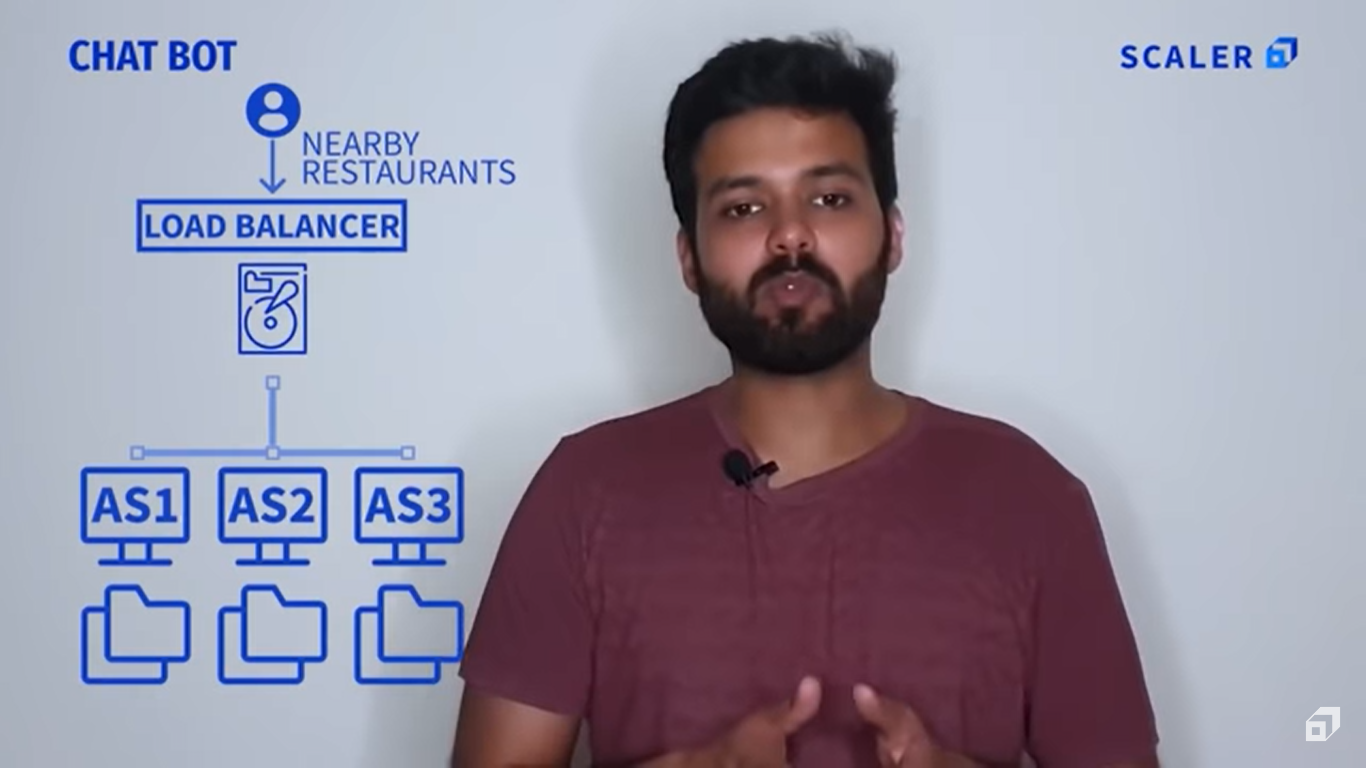 CHAT BOT
SCALER
NEARBY
RESTAURANTS
LOAD BALANCER
AS1 AS2 AS3